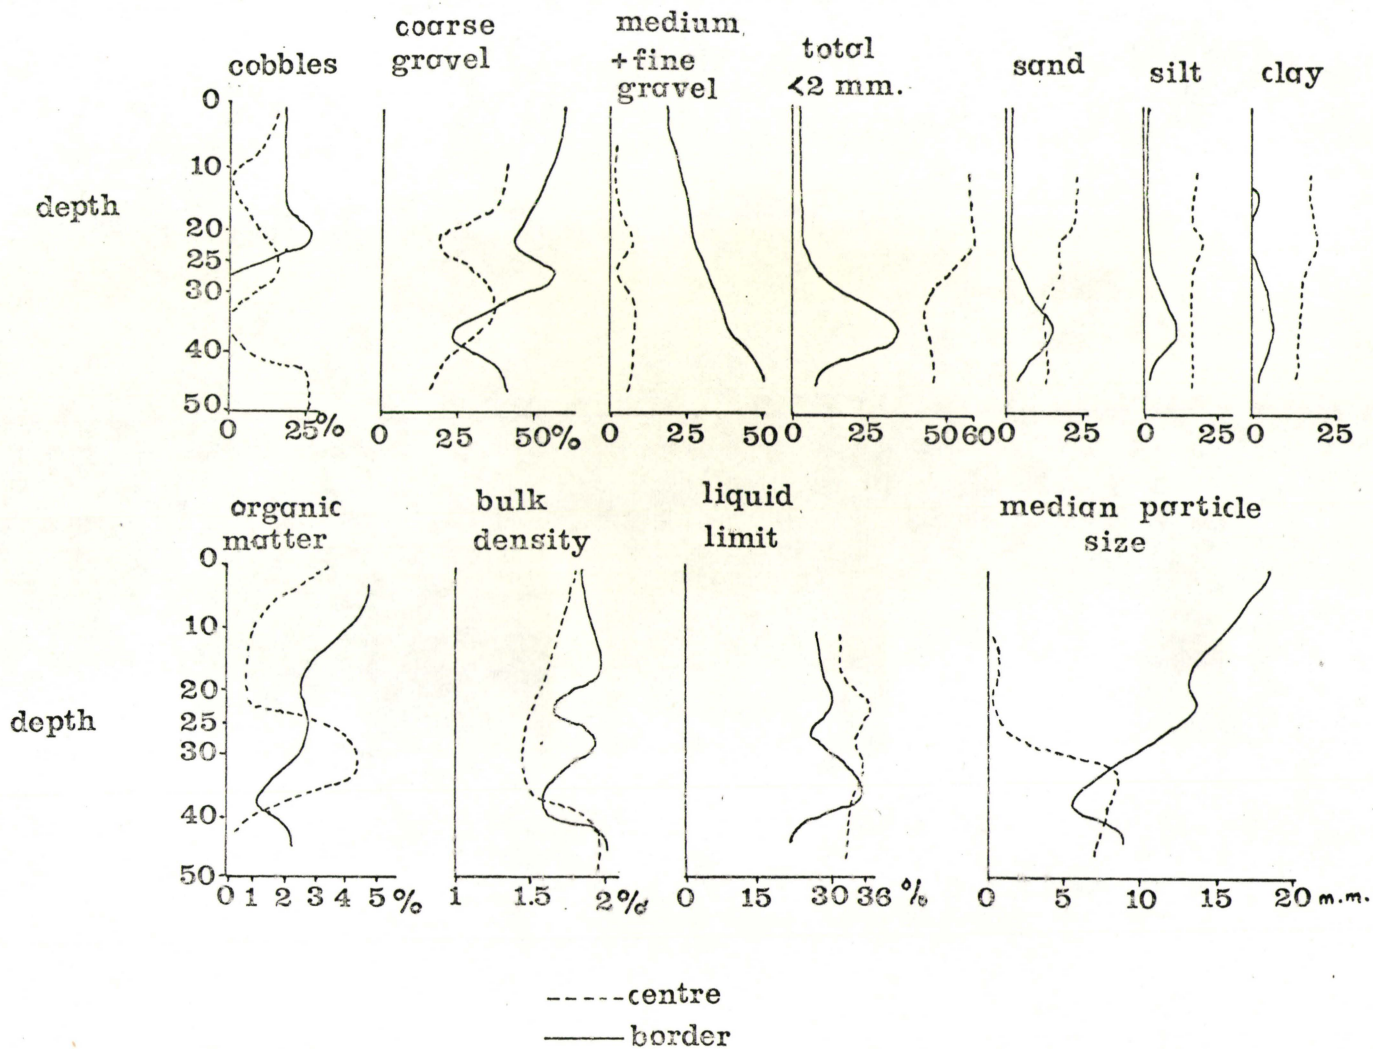 cobbles
coarse
gravel
medium
+fine
gravel
total
<2 mm.
sand
silt
clay
depth
0
10
20
25
30
40
50
0 25%
0 25 50%
0 25 50
0 25 50 60
0 25
0 25
0 25
organic
matter
bulk
density
liquid
limit
median particle
size
depth
0
10
20
25
30
40
50
0 1 2 3 4 5%
1 1.5 2%
0 15 30 36 %
0 5 10 15 20 m.m.
-----centre
——border